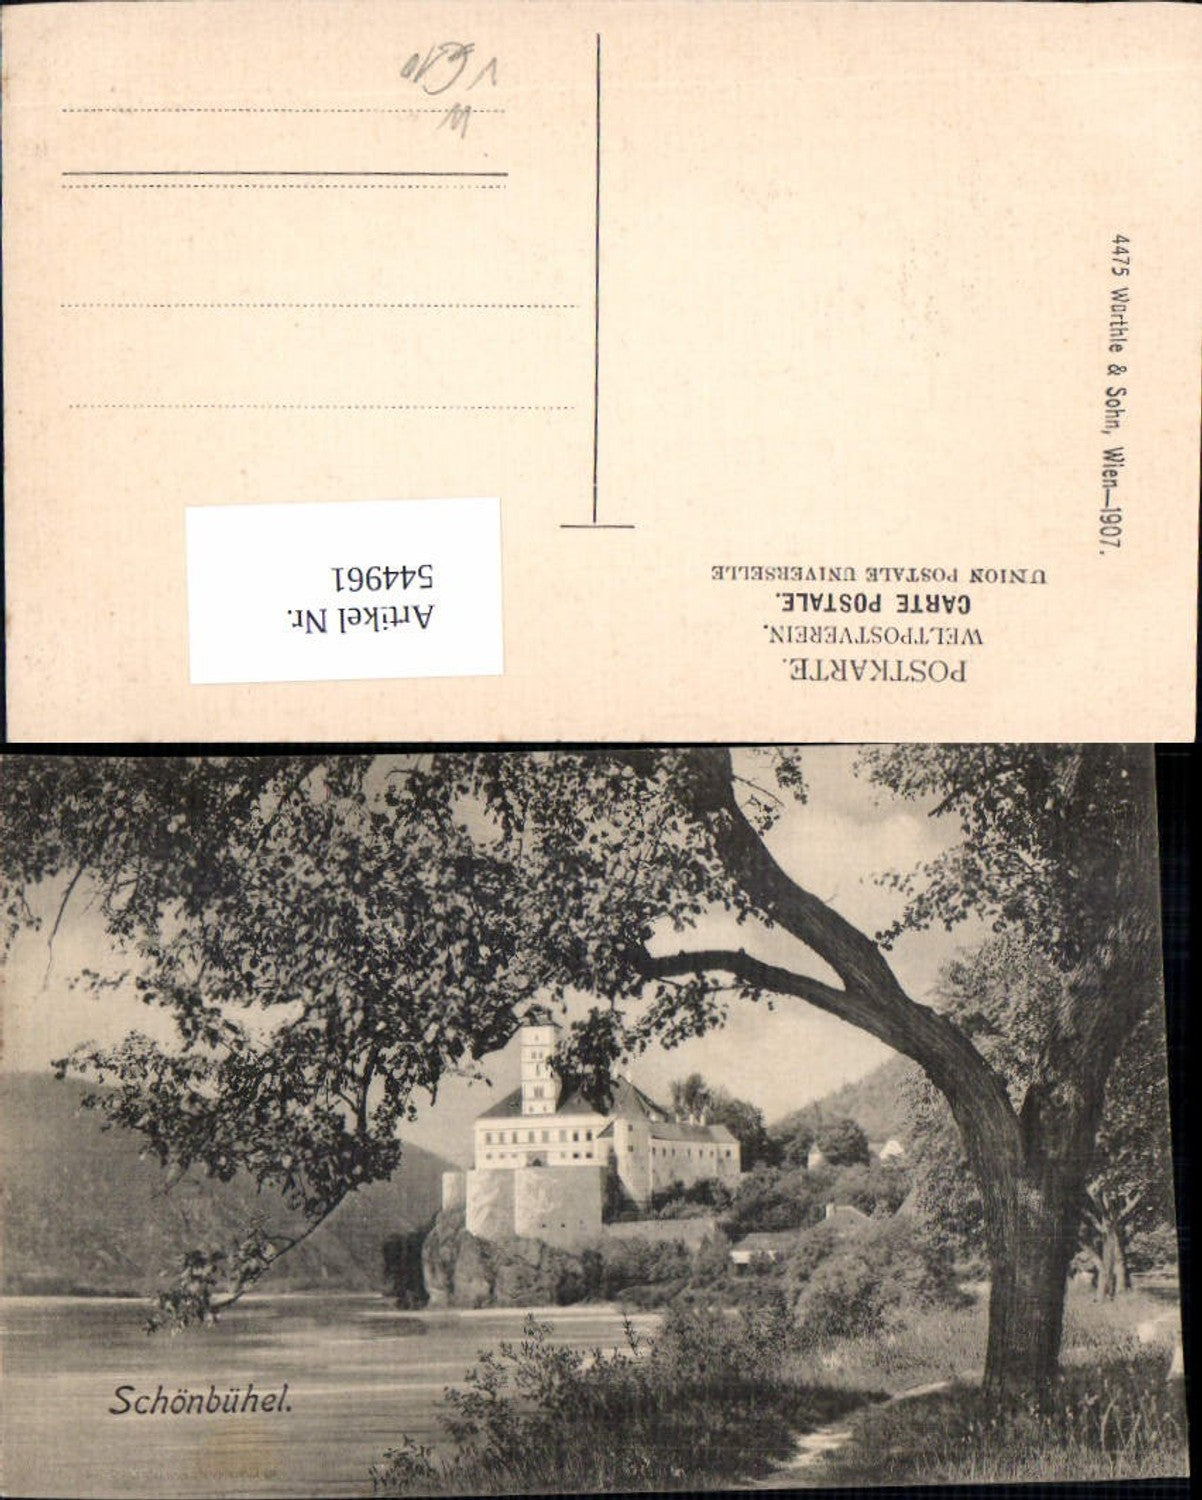 POSTKARTE.
WELTPOSTVEREIN.
CARTE POSTALE.
UNION POSTALE UNIVERSELLE
Artikel Nr.
544961
4475 Würthle & Sohn, Wien—1907.
Schönbühel.